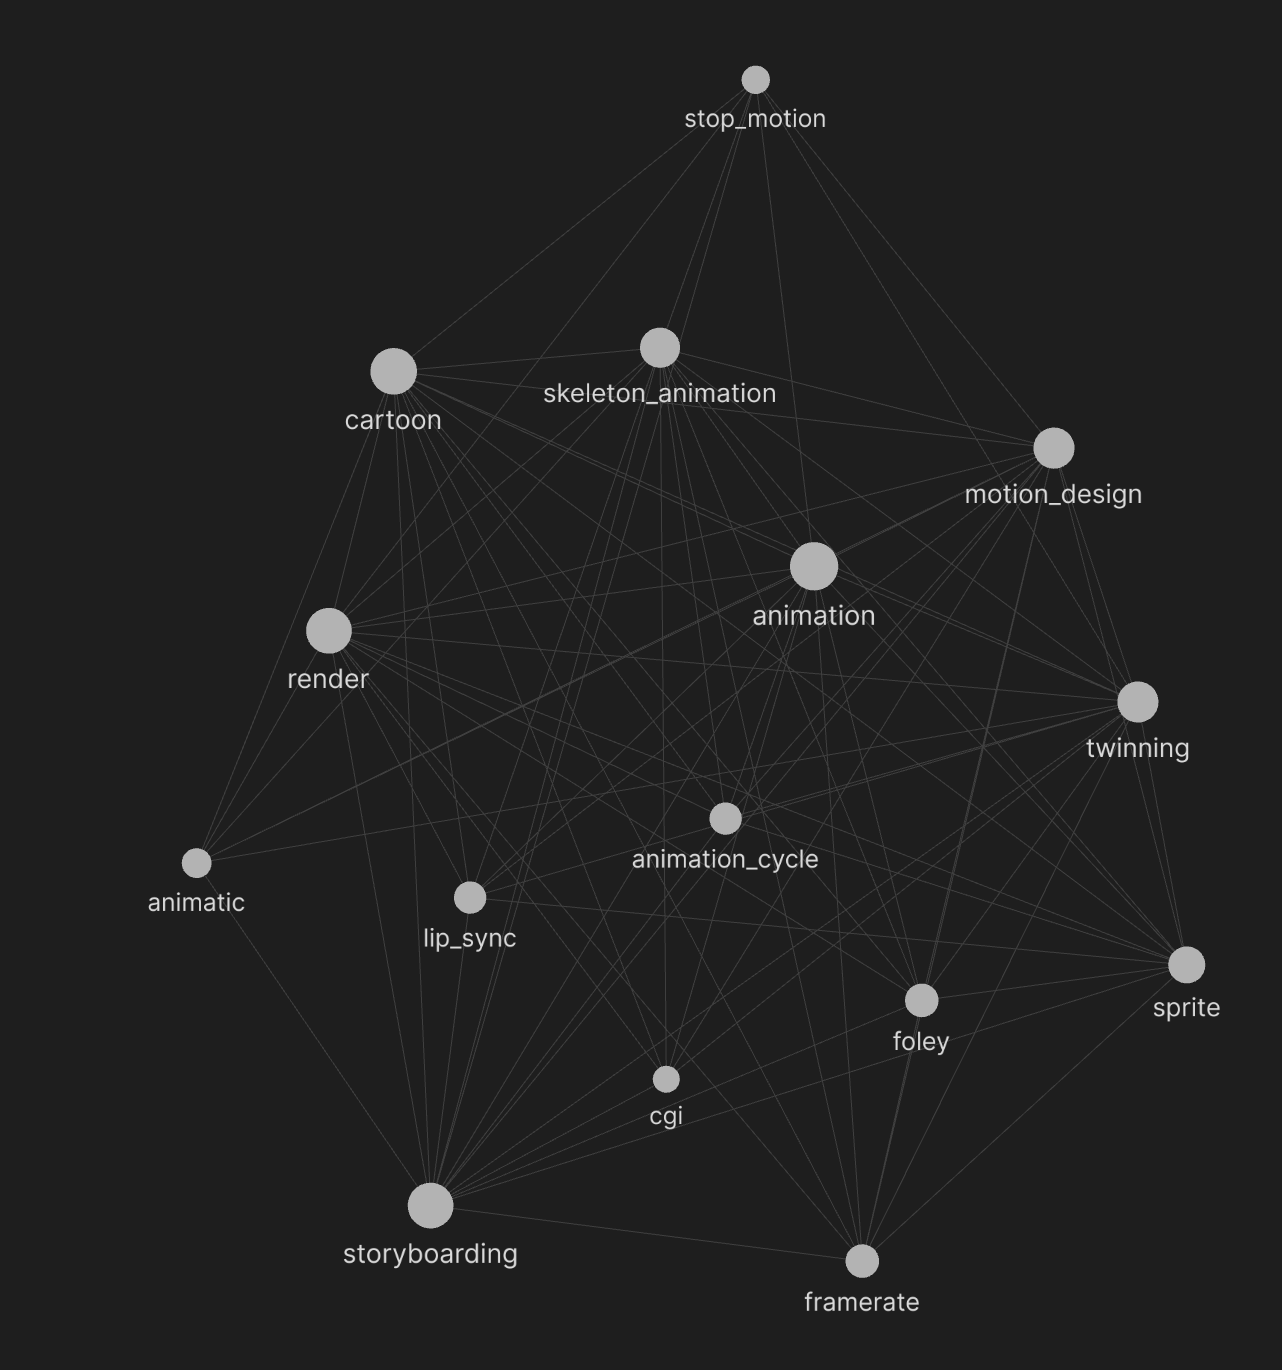 stop_motion
skeleton_animation
cartoon
motion_design
animation
render
twinning
animation_cycle
animatic
lip_sync
sprite
foley
cgi
storyboarding
framerate